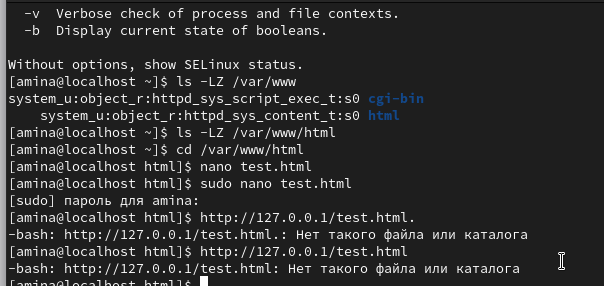 -v  Verbose check of process and file contexts.
-b  Display current state of booleans.
Without options, show SELinux status.
[amina@localhost ~]$ ls -LZ /var/www
system_u:object_r:httpd_sys_script_exec_t:s0 cgi-bin
system_u:object_r:httpd_sys_content_t:s0 html
[amina@localhost ~]$ ls -LZ /var/www/html
[amina@localhost ~]$ cd /var/www/html
[amina@localhost html]$ nano test.html
[amina@localhost html]$ sudo nano test.html
[sudo] пароль для amina:
[amina@localhost html]$ http://127.0.0.1/test.html.
-bash: http://127.0.0.1/test.html.: Нет такого файла или каталога
[amina@localhost html]$ http://127.0.0.1/test.html
-bash: http://127.0.0.1/test.html: Нет такого файла или каталога
[amina@localhost html]$